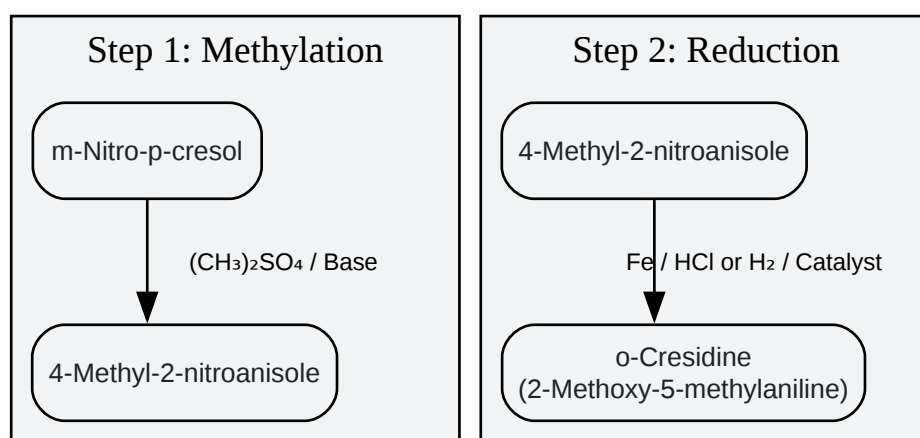 Step 1: Methylation
m-Nitro-p-cresol
(CH₃)₂SO₄ / Base
4-Methyl-2-nitroanisole
Step 2: Reduction
4-Methyl-2-nitroanisole
Fe / HCl or H₂ / Catalyst
o-Cresidine
(2-Methoxy-5-methylaniline)